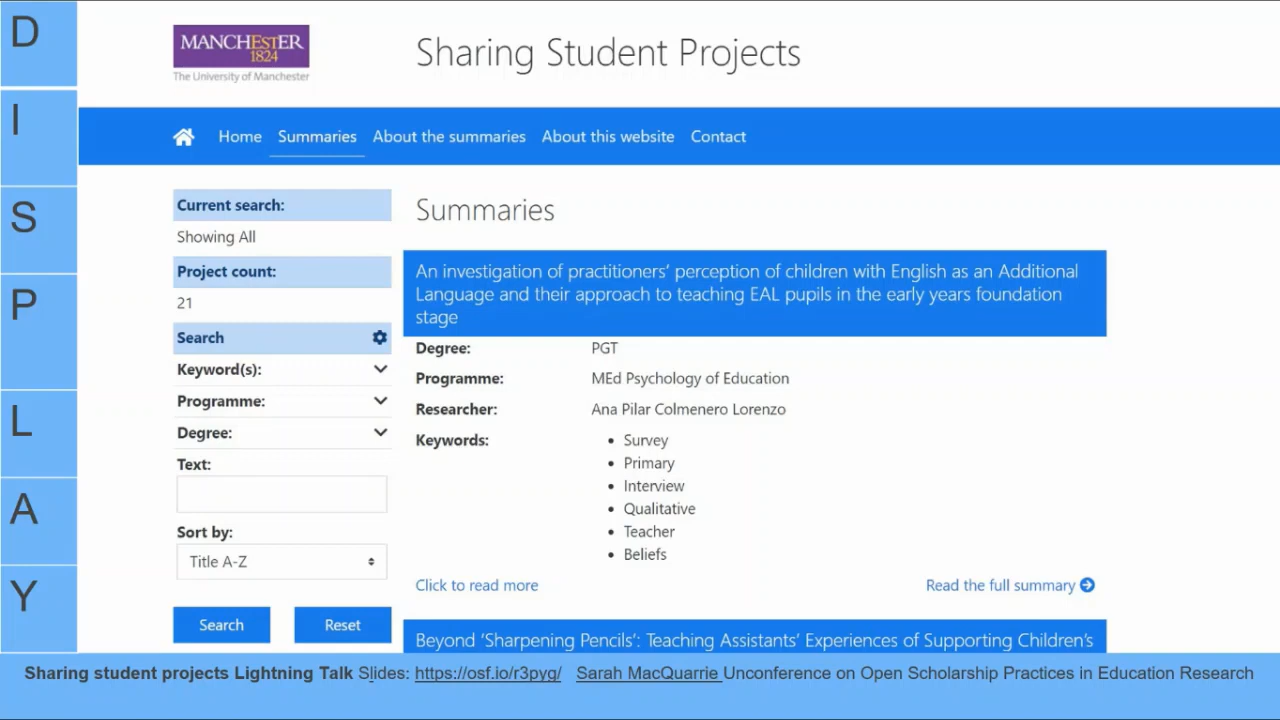 D
I
S
P
L
A
Y
MANCHESTER
1824
The University of Manchester
Sharing Student Projects
Home Summaries About the summaries About this website Contact
Current search:
Showing All
Project count:
21
Search
Keyword(s):
Programme:
Degree:
Text:
Sort by:
Title A-Z
Search Reset
Summaries
An investigation of practitioners’ perception of children with English as an Additional
Language and their approach to teaching EAL pupils in the early years foundation
stage
Degree: PGT
Programme: MEd Psychology of Education
Researcher: Ana Pilar Colmenero Lorenzo
Keywords: • Survey
• Primary
• Interview
• Qualitative
• Teacher
• Beliefs
Click to read more Read the full summary
Beyond ‘Sharpening Pencils’: Teaching Assistants’ Experiences of Supporting Children’s
Sharing student projects Lightning Talk Slides: https://osf.io/r3pyg/ Sarah MacQuarrie Unconference on Open Scholarship Practices in Education Research